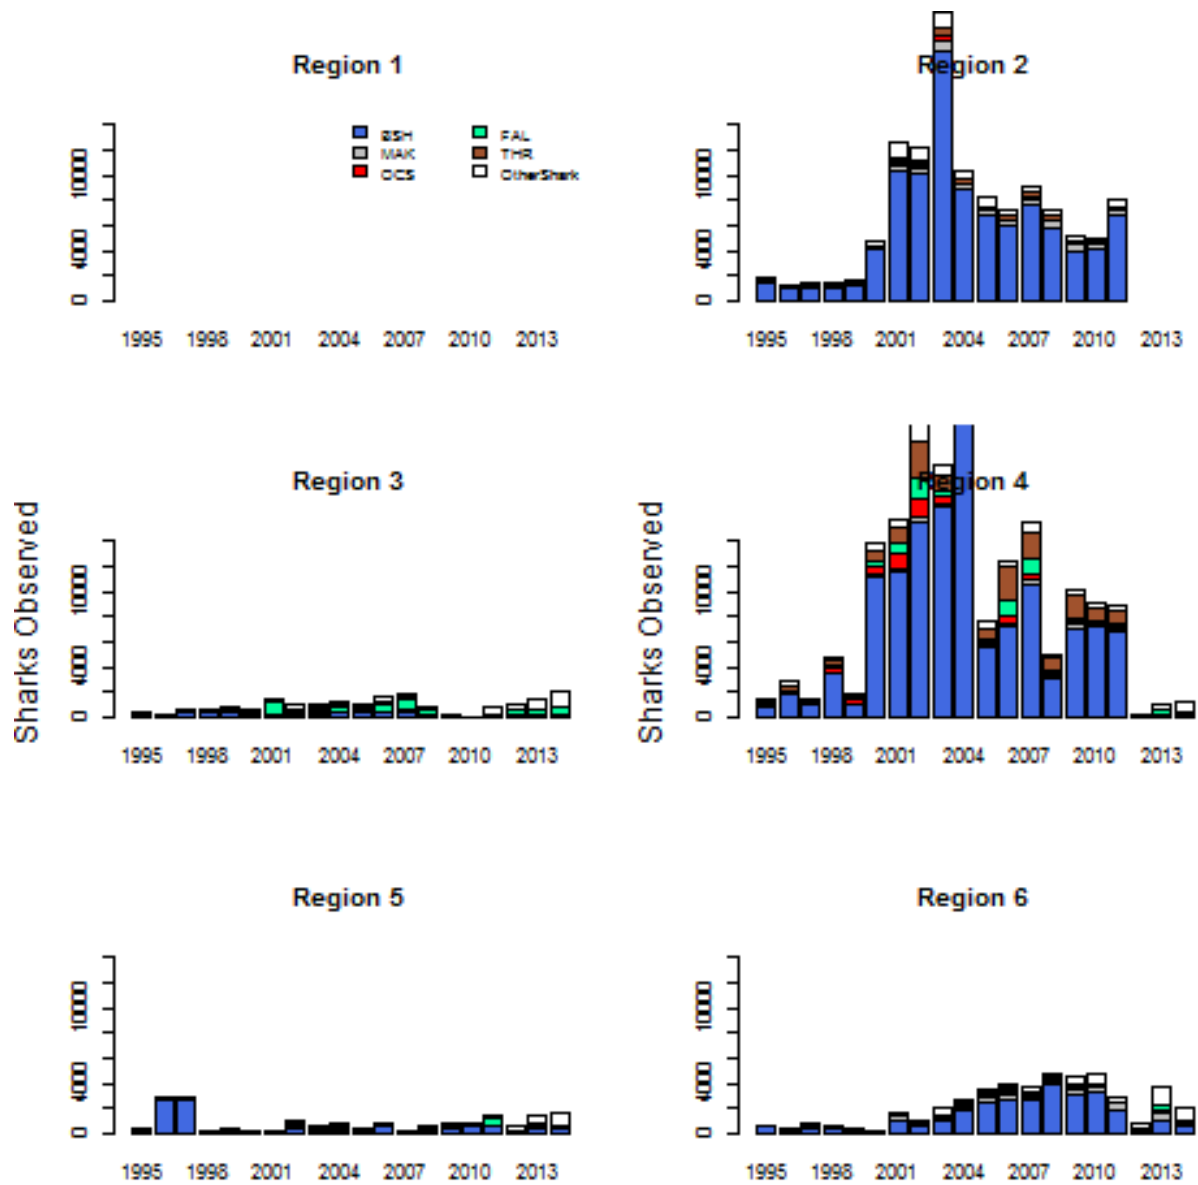 Region 1
BSH FAL
MAK THR
OCS OtherShark
0 4000 10000
1995 1998 2001 2004 2007 2010 2013
Region 2
0 4000 10000
1995 1998 2001 2004 2007 2010 2013
Region 3
Sharks Observed
0 4000 10000
1995 1998 2001 2004 2007 2010 2013
Region 4
Sharks Observed
0 4000 10000
1995 1998 2001 2004 2007 2010 2013
Region 5
0 4000 10000
1995 1998 2001 2004 2007 2010 2013
Region 6
0 4000 10000
1995 1998 2001 2004 2007 2010 2013